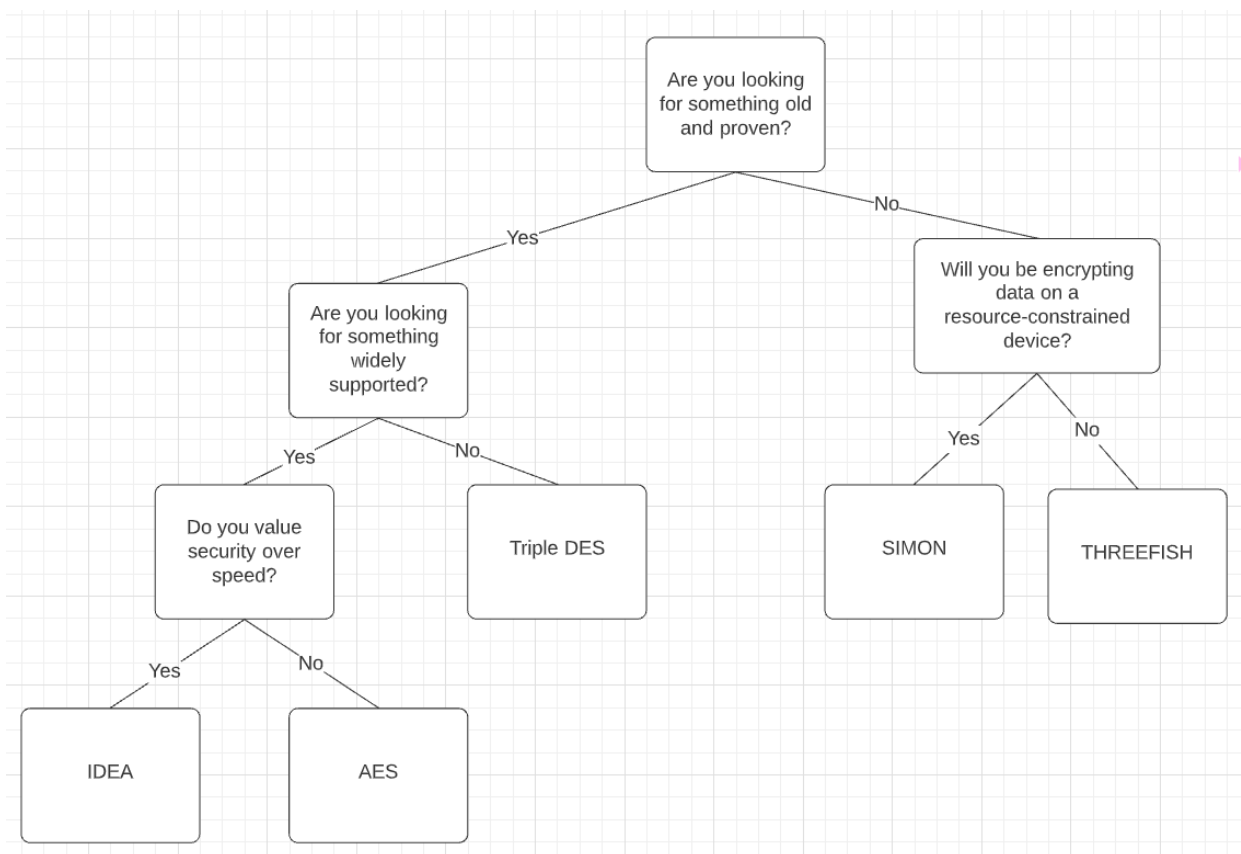 Are you looking
for something old
and proven?
No
Yes
Will you be encrypting
data on a
resource-constrained
device?
Are you looking
for something
widely
supported?
Yes
No
Yes
No
Do you value
security over
speed?
Triple DES
SIMON
THREEFISH
Yes
No
IDEA
AES